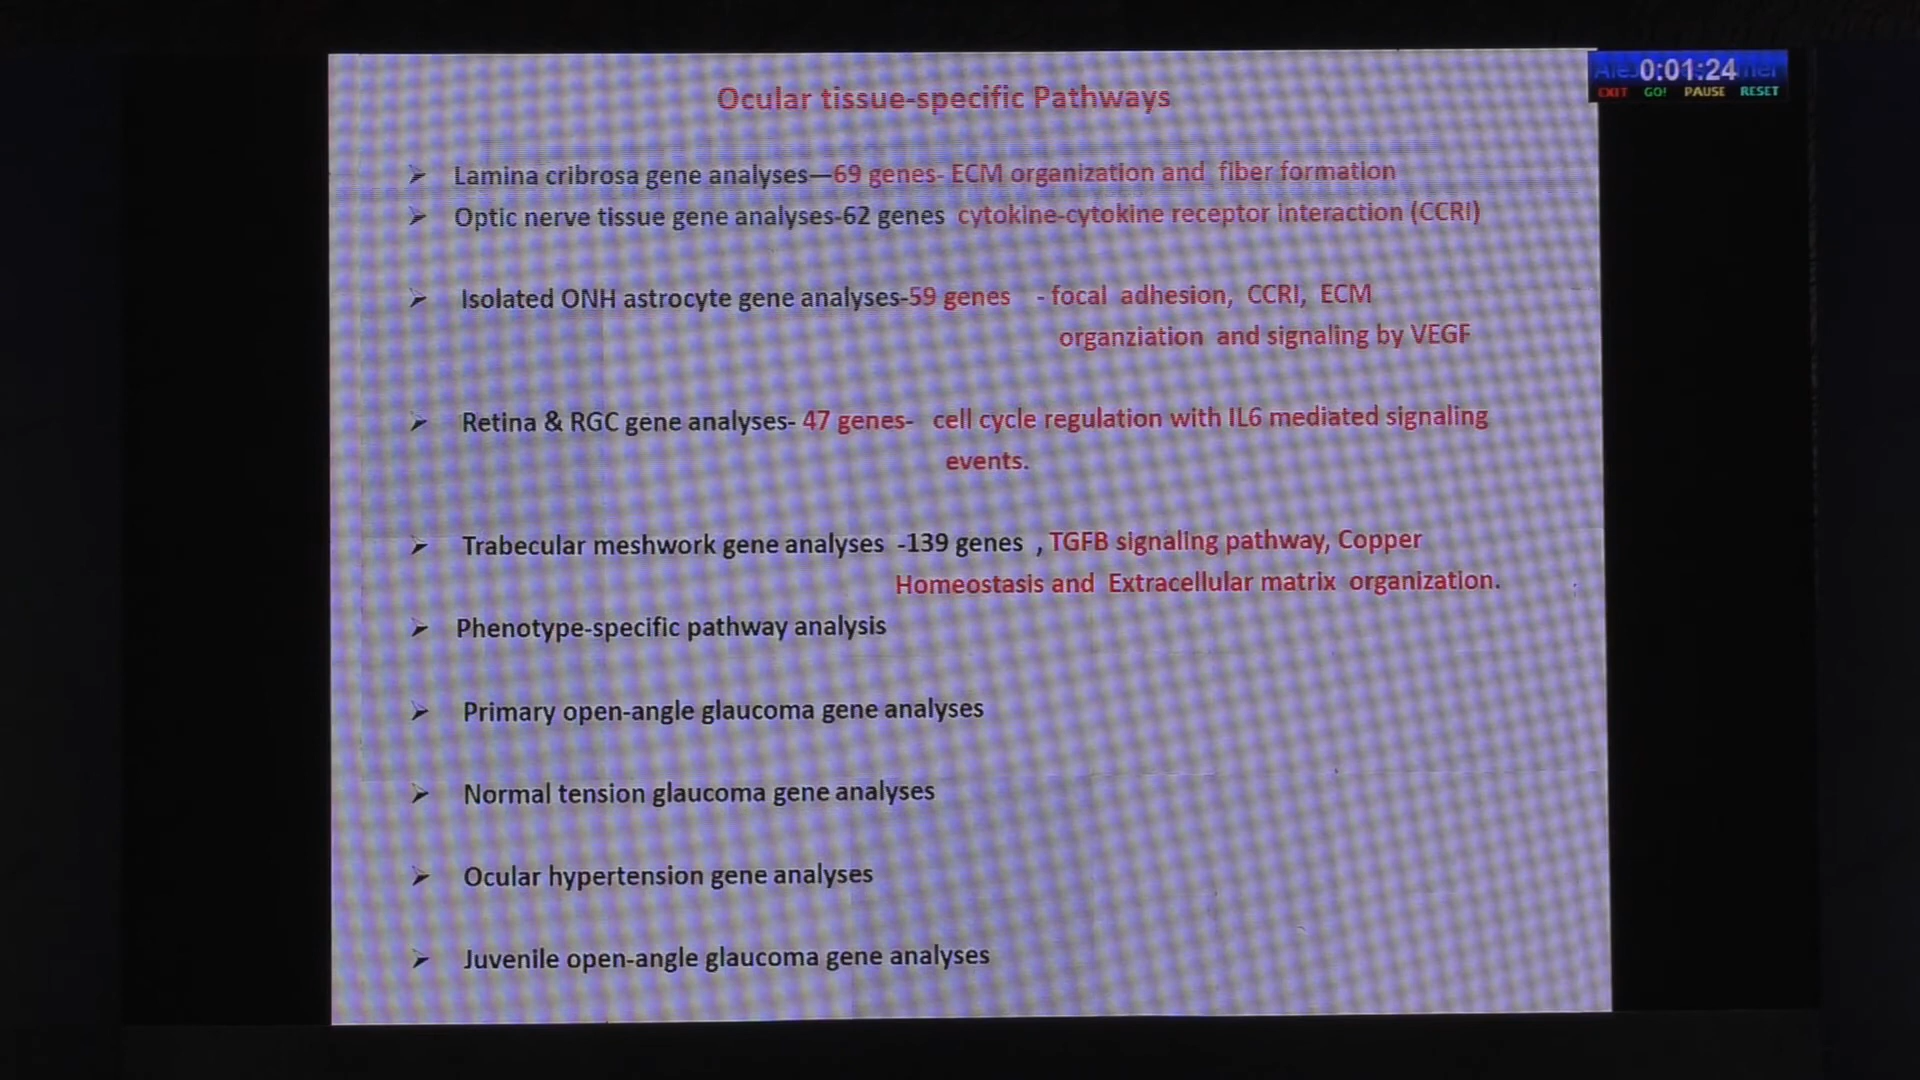 0:01:24
EXIT GO! PAUSE RESET
Ocular tissue-specific Pathways
➢ Lamina cribrosa gene analyses—69 genes- ECM organization and fiber formation
➢ Optic nerve tissue gene analyses-62 genes cytokine-cytokine receptor interaction (CCRI)
➢ Isolated ONH astrocyte gene analyses-59 genes - focal adhesion, CCRI, ECM
organziation and signaling by VEGF
➢ Retina & RGC gene analyses- 47 genes- cell cycle regulation with IL6 mediated signaling
events.
➢ Trabecular meshwork gene analyses -139 genes , TGFB signaling pathway, Copper
Homeostasis and Extracellular matrix organization.
➢ Phenotype-specific pathway analysis
➢ Primary open-angle glaucoma gene analyses
➢ Normal tension glaucoma gene analyses
➢ Ocular hypertension gene analyses
➢ Juvenile open-angle glaucoma gene analyses